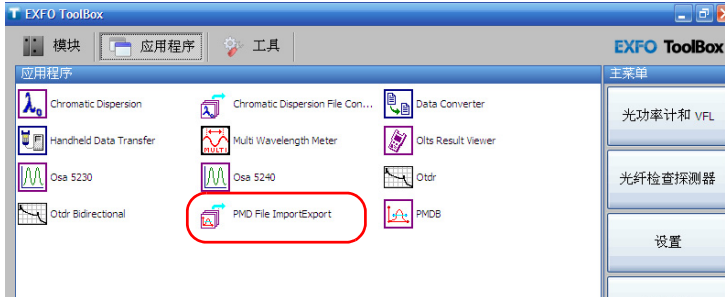 EXFO ToolBox
模块 应用程序 工具 EXFO ToolBox
应用程序 主菜单
Chromatic Dispersion Chromatic Dispersion File Con... Data Converter
光功率计和 VFL
Handheld Data Transfer MULTI Multi Wavelength Meter Olts Result Viewer
Osa 5230 Osa 5240 Otdr
光纤检查探测器
Otdr Bidirectional PMD File ImportExport PMDB
设置